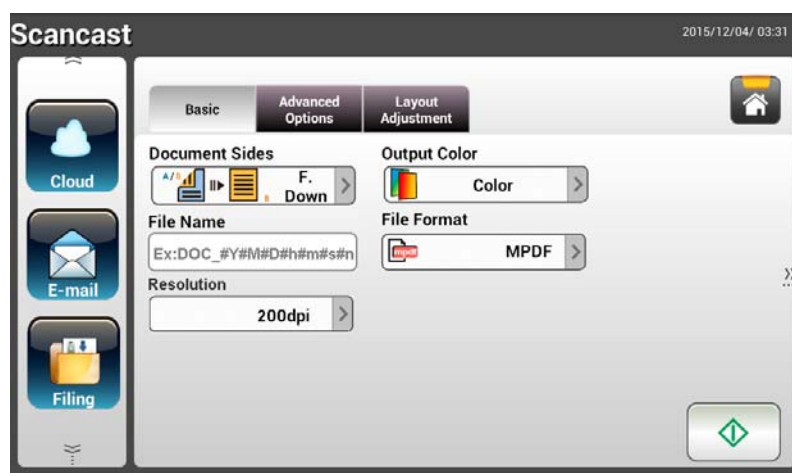 Scancast
2015/12/04/ 03:31
Basic
Advanced
Options
Layout
Adjustment
Cloud
E-mail
Filing
Document Sides
A/B
F.
Down
B
Output Color
Color
File Name
Ex:DOC_#Y#M#D#h#m#s#n
File Format
mpdf
MPDF
Resolution
200dpi